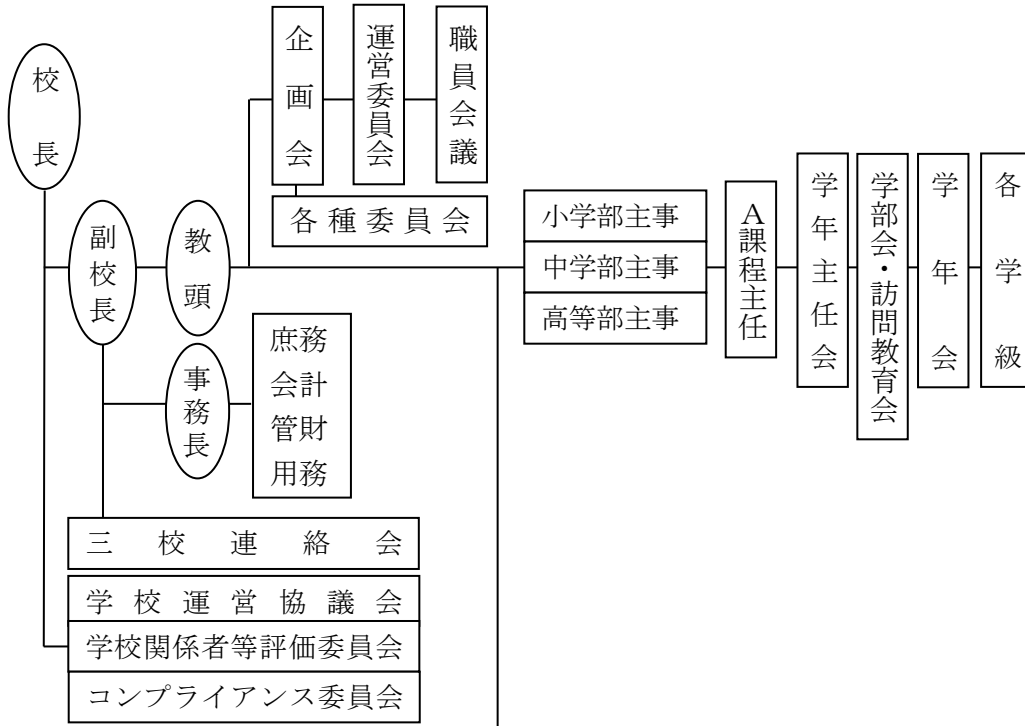 校長
副校長
教頭
企画会
運営委員会
職員会議
各種委員会
小学部主事
中学部主事
高等部主事
A課程主任
学年主任会
学部会・訪問教育会
学年会
各学級
事務長
庶務
会計
管財
用務
三校連絡会
学校運営協議会
学校関係者等評価委員会
コンプライアンス委員会